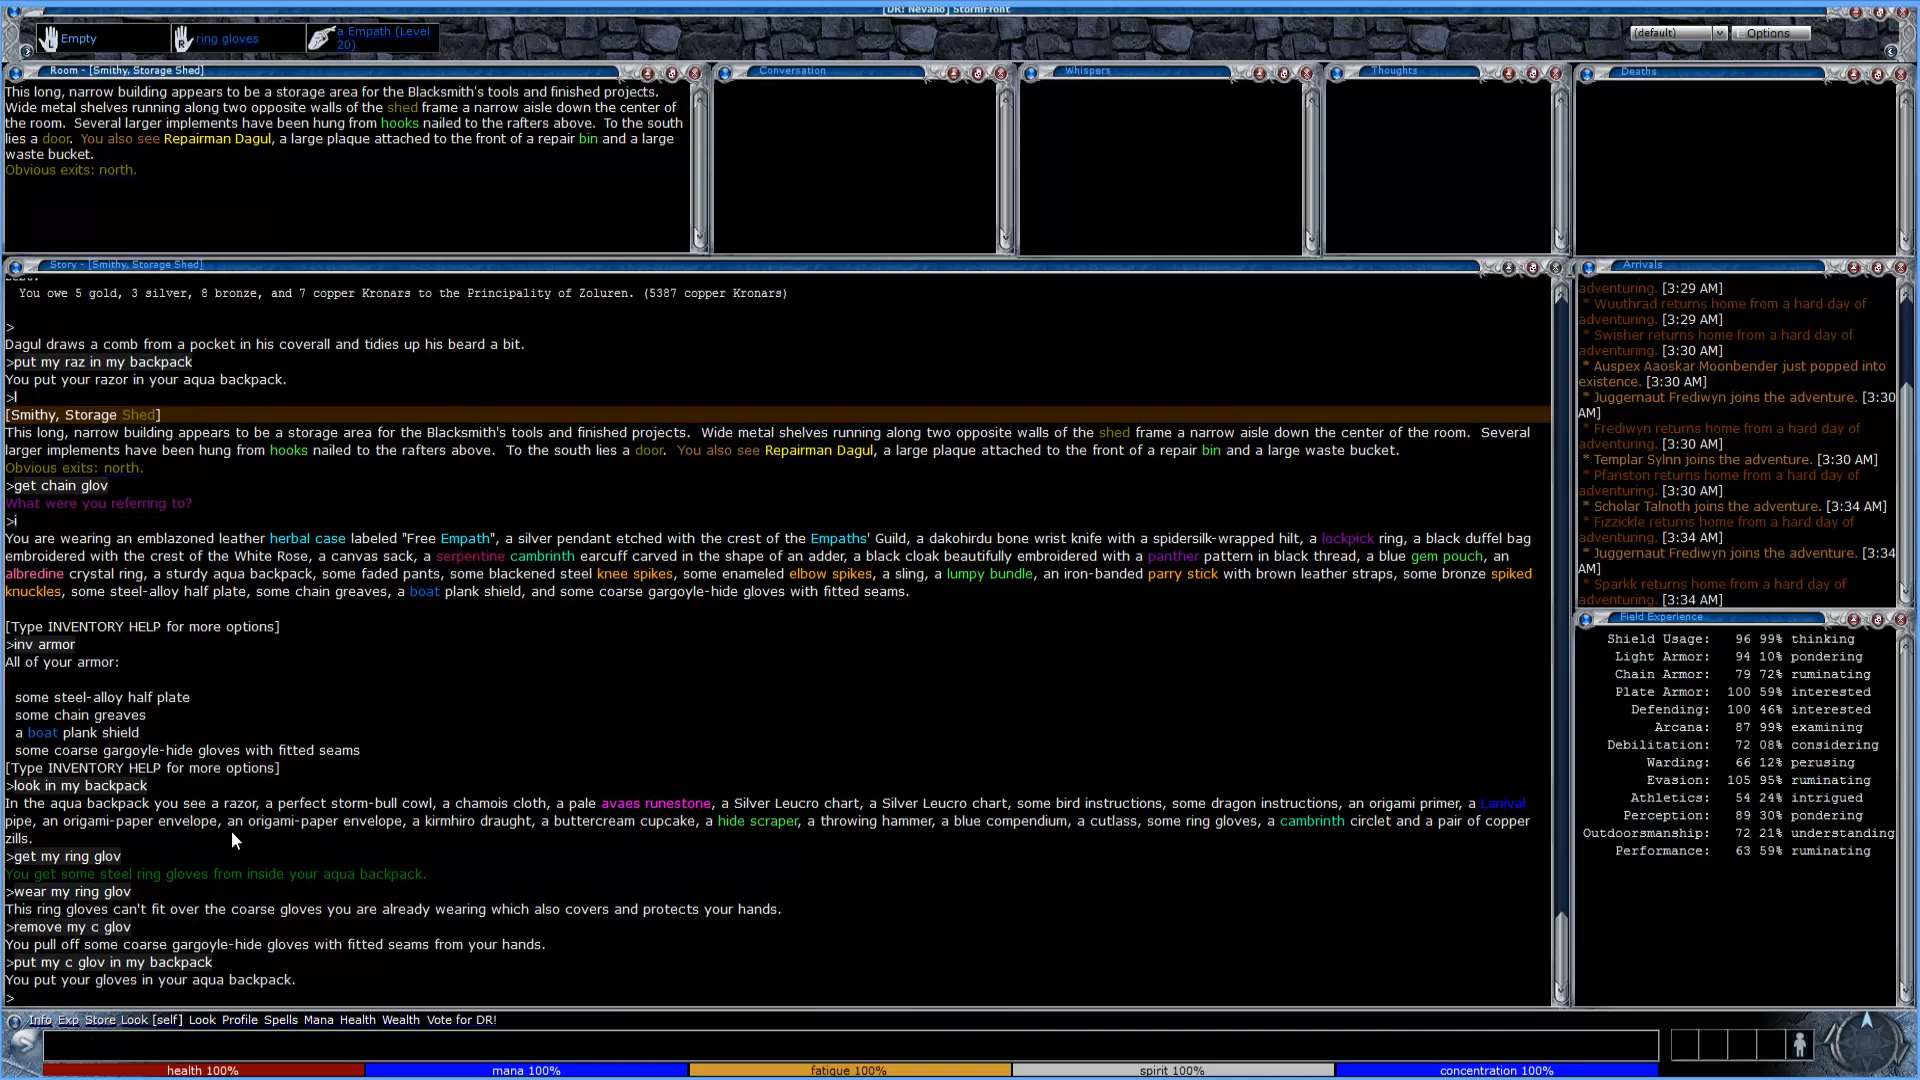 [DR: Nevano] StormFront
Empty
ring gloves
a Empath (Level
20)
(default)
Options
Room - [Smithy, Storage Shed]
This long, narrow building appears to be a storage area for the Blacksmith's tools and finished projects.
Wide metal shelves running along two opposite walls of the shed frame a narrow aisle down the center of
the room.  Several larger implements have been hung from hooks nailed to the rafters above.  To the south
lies a door.  You also see Repairman Dagul, a large plaque attached to the front of a repair bin and a large
waste bucket.
Obvious exits: north.
Conversation
Whispers
Thoughts
Deaths
Story - [Smithy, Storage Shed]
You owe 5 gold, 3 silver, 8 bronze, and 7 copper Kronars to the Principality of Zoluren. (5387 copper Kronars)
>
Dagul draws a comb from a pocket in his coverall and tidies up his beard a bit.
>put my raz in my backpack
You put your razor in your aqua backpack.
>l
[Smithy, Storage Shed]
This long, narrow building appears to be a storage area for the Blacksmith's tools and finished projects.  Wide metal shelves running along two opposite walls of the shed frame a narrow aisle down the center of the room.  Several
larger implements have been hung from hooks nailed to the rafters above.  To the south lies a door.  You also see Repairman Dagul, a large plaque attached to the front of a repair bin and a large waste bucket.
Obvious exits: north.
>get chain glov
What were you referring to?
>i
You are wearing an emblazoned leather herbal case labeled "Free Empath", a silver pendant etched with the crest of the Empaths' Guild, a dakohirdu bone wrist knife with a spidersilk-wrapped hilt, a lockpick ring, a black duffel bag
embroidered with the crest of the White Rose, a canvas sack, a serpentine cambrinth earcuff carved in the shape of an adder, a black cloak beautifully embroidered with a panther pattern in black thread, a blue gem pouch, an
albredine crystal ring, a sturdy aqua backpack, some faded pants, some blackened steel knee spikes, some enameled elbow spikes, a sling, a lumpy bundle, an iron-banded parry stick with brown leather straps, some bronze spiked
knuckles, some steel-alloy half plate, some chain greaves, a boat plank shield, and some coarse gargoyle-hide gloves with fitted seams.
[Type INVENTORY HELP for more options]
>inv armor
All of your armor:
some steel-alloy half plate
some chain greaves
a boat plank shield
some coarse gargoyle-hide gloves with fitted seams
[Type INVENTORY HELP for more options]
>look in my backpack
In the aqua backpack you see a razor, a perfect storm-bull cowl, a chamois cloth, a pale avaes runestone, a Silver Leucro chart, a Silver Leucro chart, some bird instructions, some dragon instructions, an origami primer, a Lanival
pipe, an origami-paper envelope, an origami-paper envelope, a kirmhiro draught, a buttercream cupcake, a hide scraper, a throwing hammer, a blue compendium, a cutlass, some ring gloves, a cambrinth circlet and a pair of copper
zills.
>get my ring glov
You get some steel ring gloves from inside your aqua backpack.
>wear my ring glov
This ring gloves can't fit over the coarse gloves you are already wearing which also covers and protects your hands.
>remove my c glov
You pull off some coarse gargoyle-hide gloves with fitted seams from your hands.
>put my c glov in my backpack
You put your gloves in your aqua backpack.
>
Arrivals
adventuring. [3:29 AM]
* Wuuthrad returns home from a hard day of
adventuring. [3:29 AM]
* Swisher returns home from a hard day of
adventuring. [3:30 AM]
* Auspex Aaoskar Moonbender just popped into
existence. [3:30 AM]
* Juggernaut Frediwyn joins the adventure. [3:30
AM]
* Frediwyn returns home from a hard day of
adventuring. [3:30 AM]
* Templar Sylnn joins the adventure. [3:30 AM]
* Pfanston returns home from a hard day of
adventuring. [3:30 AM]
* Scholar Talnoth joins the adventure. [3:34 AM]
* Fizzickle returns home from a hard day of
adventuring. [3:34 AM]
* Juggernaut Frediwyn joins the adventure. [3:34
AM]
* Sparkk returns home from a hard day of
adventuring. [3:34 AM]
Field Experience
Shield Usage: 96 99% thinking
Light Armor: 94 10% pondering
Chain Armor: 79 72% ruminating
Plate Armor: 100 59% interested
Defending: 100 46% interested
Arcana: 87 99% examining
Debilitation: 72 08% considering
Warding: 66 12% perusing
Evasion: 105 95% ruminating
Athletics: 54 24% intrigued
Perception: 89 30% pondering
Outdoorsmanship: 72 21% understanding
Performance: 63 59% ruminating
Info Exp Store Look [self] Look Profile Spells Mana Health Wealth Vote for DR!
health 100%
mana 100%
fatigue 100%
spirit 100%
concentration 100%